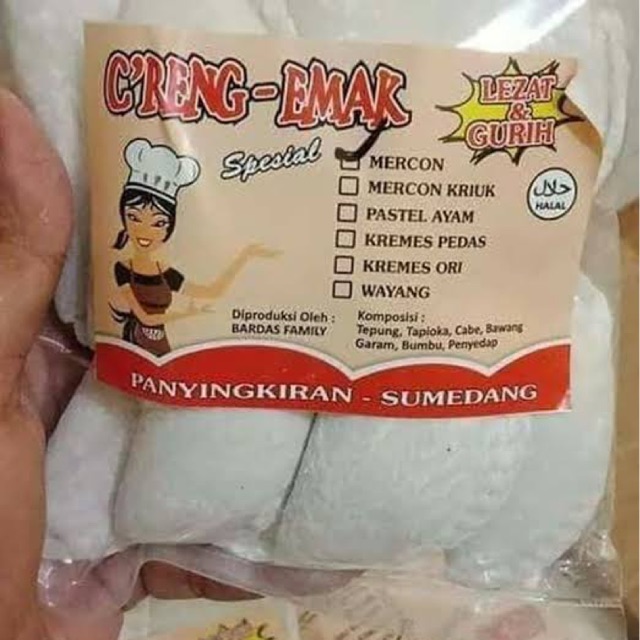 C'RENG-EMAK
LEZAT
&
GURIH
Spesial
MERCON
MERCON KRIUK
PASTEL AYAM
KREMES PEDAS
KREMES ORI
WAYANG
حلال
HALAL
Diproduksi Oleh :
BARDAS FAMILY
Komposisi :
Tepung, Tapioka, Cabe, Bawang
Garam, Bumbu, Penyedap
PANYINGKIRAN - SUMEDANG